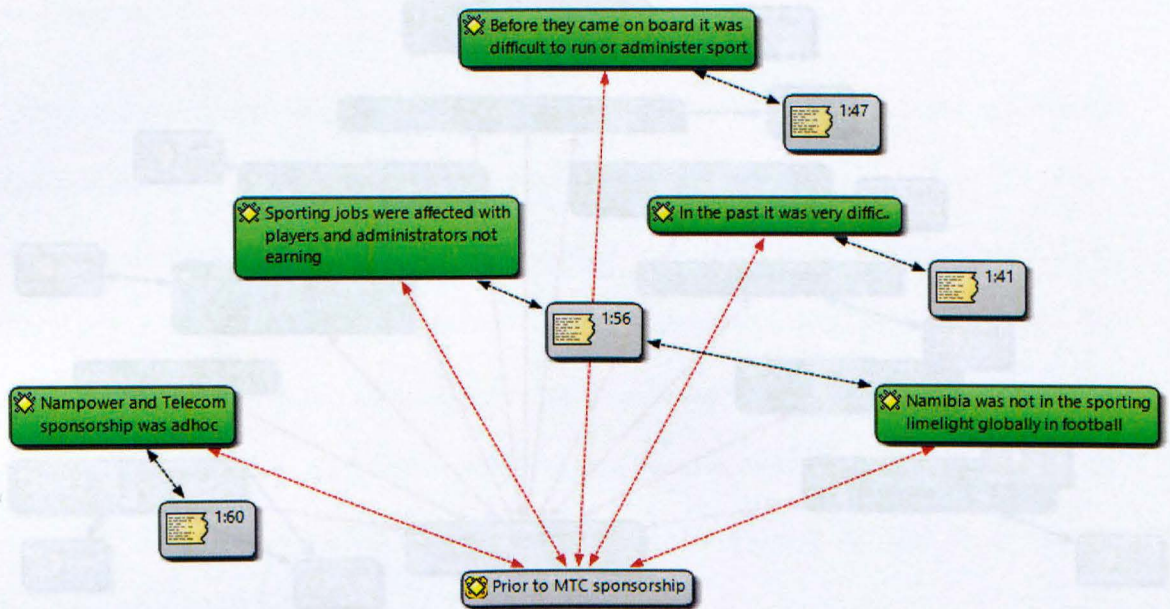 Before they came on board it was
difficult to run or administer sport
1:47
Sporting jobs were affected with
players and administrators not
earning
In the past it was very diffic..
1:41
1:56
Nampower and Telecom
sponsorship was adhoc
Namibia was not in the sporting
limelight globally in football
1:60
Prior to MTC sponsorship